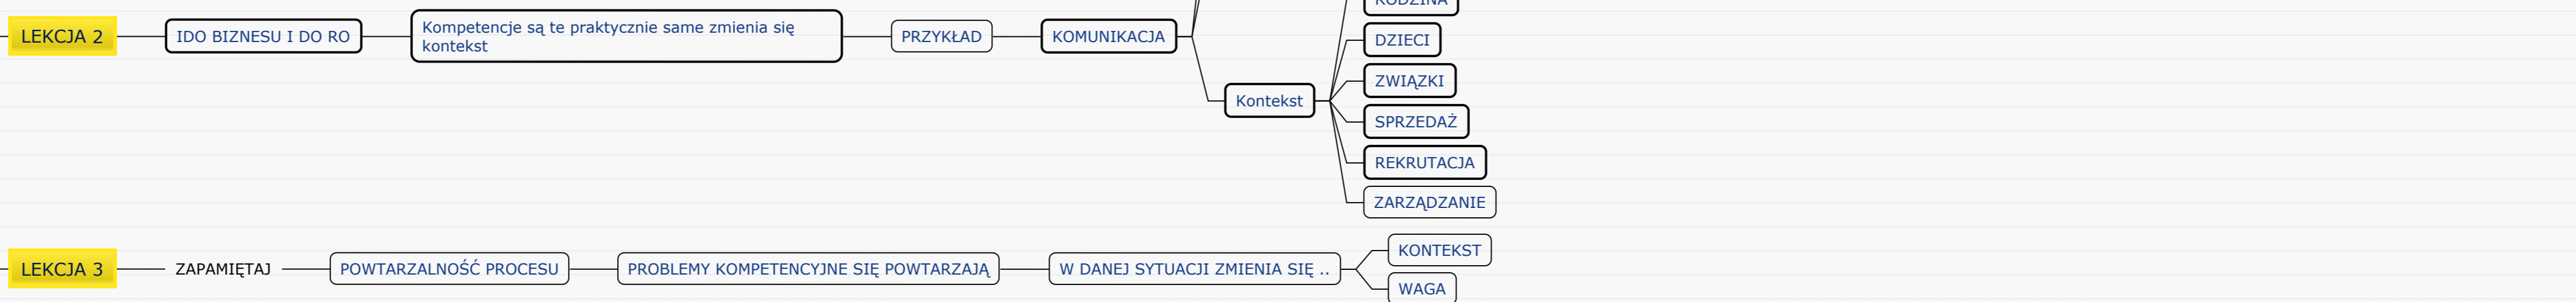 RODZINA
LEKCJA 2
IDO BIZNESU I DO RO
Kompetencje są te praktycznie same zmienia się
kontekst
PRZYKŁAD
KOMUNIKACJA
DZIECI
ZWIĄZKI
Kontekst
SPRZEDAŻ
REKRUTACJA
ZARZĄDZANIE
LEKCJA 3
ZAPAMIĘTAJ
POWTARZALNOŚĆ PROCESU
PROBLEMY KOMPETENCYJNE SIĘ POWTARZAJĄ
W DANEJ SYTUACJI ZMIENIA SIĘ ..
KONTEKST
WAGA